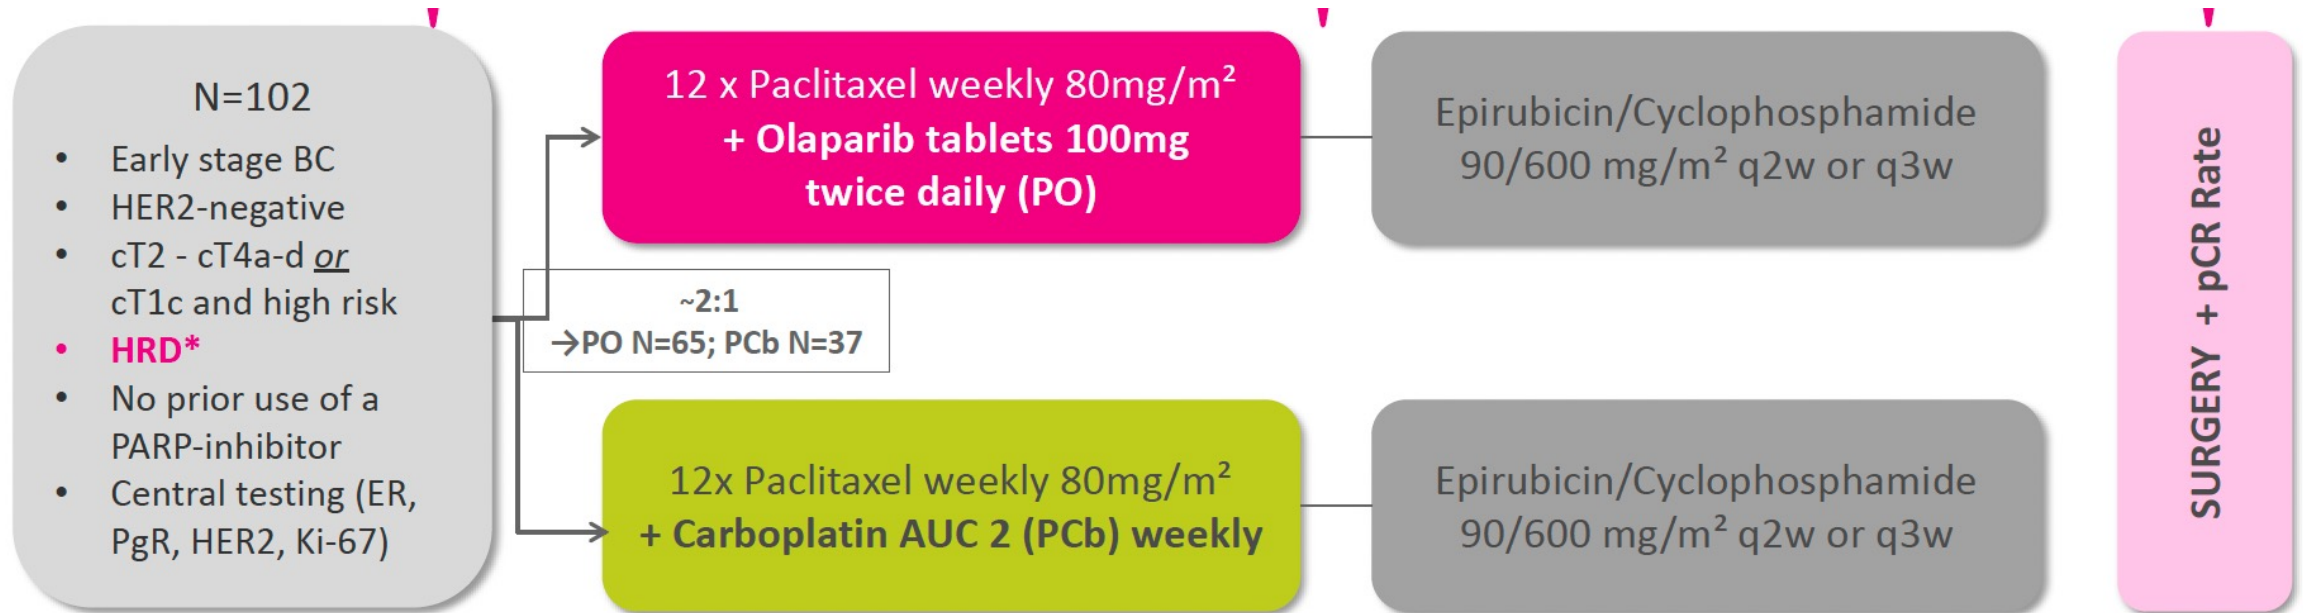 N=102
• Early stage BC
• HER2-negative
• cT2 - cT4a-d or
cT1c and high risk
• HRD*
• No prior use of a
PARP-inhibitor
• Central testing (ER,
PgR, HER2, Ki-67)
~2:1
→PO N=65; PCb N=37
12 x Paclitaxel weekly 80mg/m²
+ Olaparib tablets 100mg
twice daily (PO)
Epirubicin/Cyclophosphamide
90/600 mg/m² q2w or q3w
12x Paclitaxel weekly 80mg/m²
+ Carboplatin AUC 2 (PCb) weekly
Epirubicin/Cyclophosphamide
90/600 mg/m² q2w or q3w
SURGERY + pCR Rate